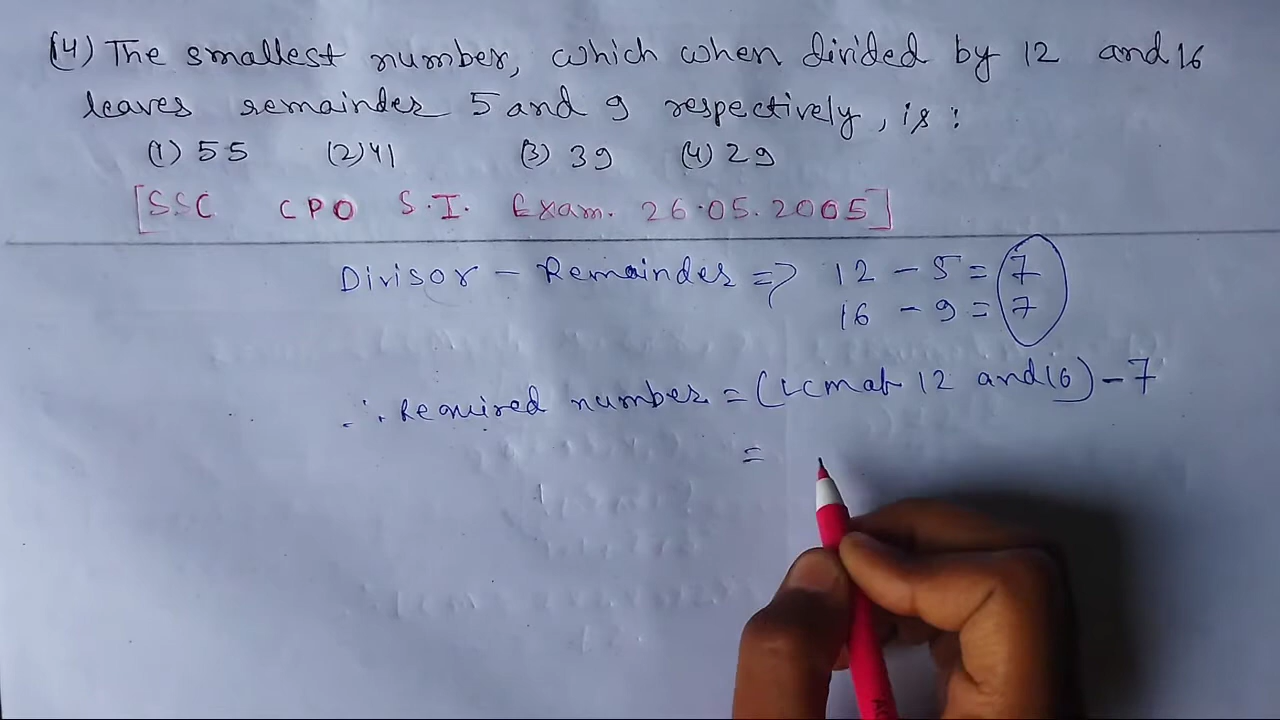 (4) The smallest number, which when divided by 12 and 16
leaves remainder 5 and 9 respectively, is:
(1) 55 (2) 41 (3) 39 (4) 29
[SSC CPO S.I. Exam. 26.05.2005]
Divisor - Remainder => 12 - 5 = 7
16 - 9 = 7
∴ Required number = (LCM of 12 and 16) - 7
=